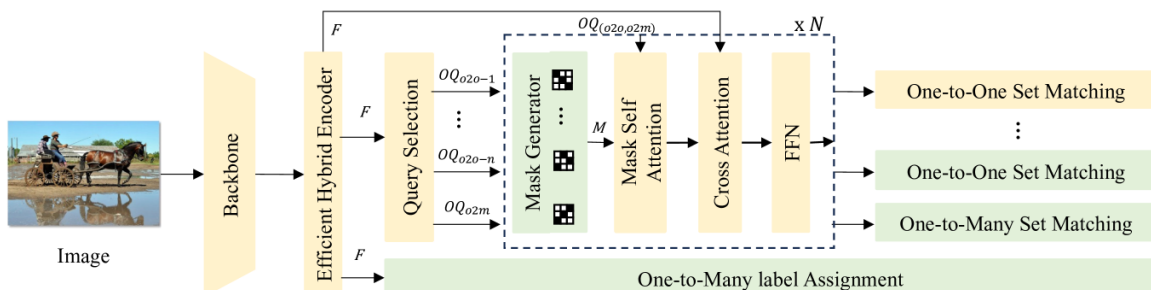 F
OQ(o2o,o2m)
x N
Image
Backbone
Efficient Hybrid Encoder
F
F
Query Selection
OQo2o−1
⋮
OQo2o−n
OQo2m
Mask Generator
⋮
M
Mask Self
Attention
Cross Attention
FFN
One-to-One Set Matching
⋮
One-to-One Set Matching
One-to-Many Set Matching
One-to-Many label Assignment